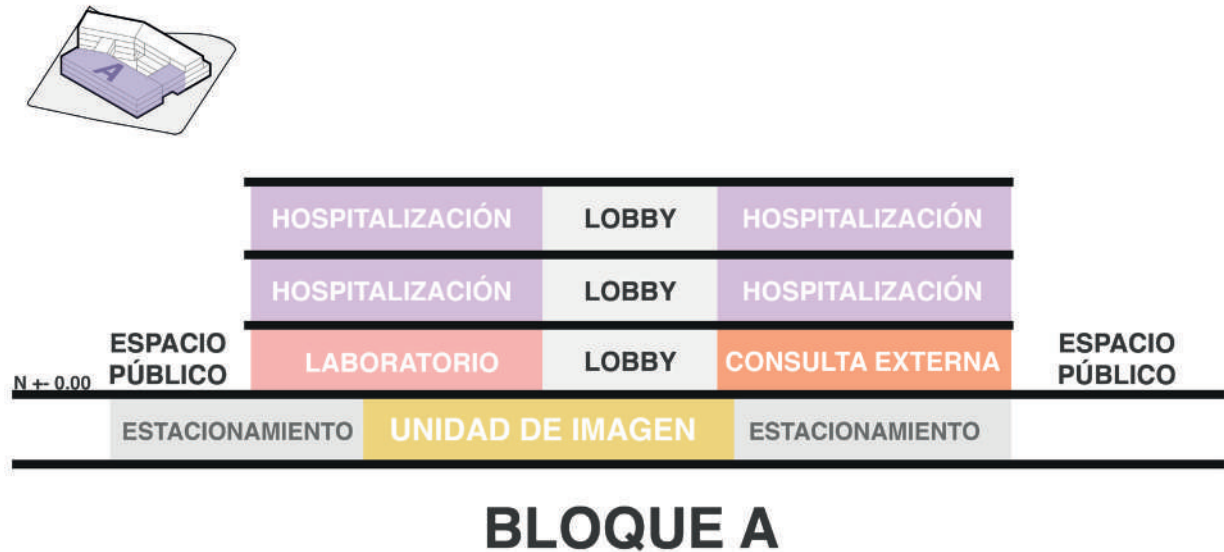 A
HOSPITALIZACIÓN LOBBY HOSPITALIZACIÓN
HOSPITALIZACIÓN LOBBY HOSPITALIZACIÓN
ESPACIO
PÚBLICO
LABORATORIO LOBBY CONSULTA EXTERNA
ESPACIO
PÚBLICO
N +- 0.00
ESTACIONAMIENTO UNIDAD DE IMAGEN ESTACIONAMIENTO
BLOQUE A